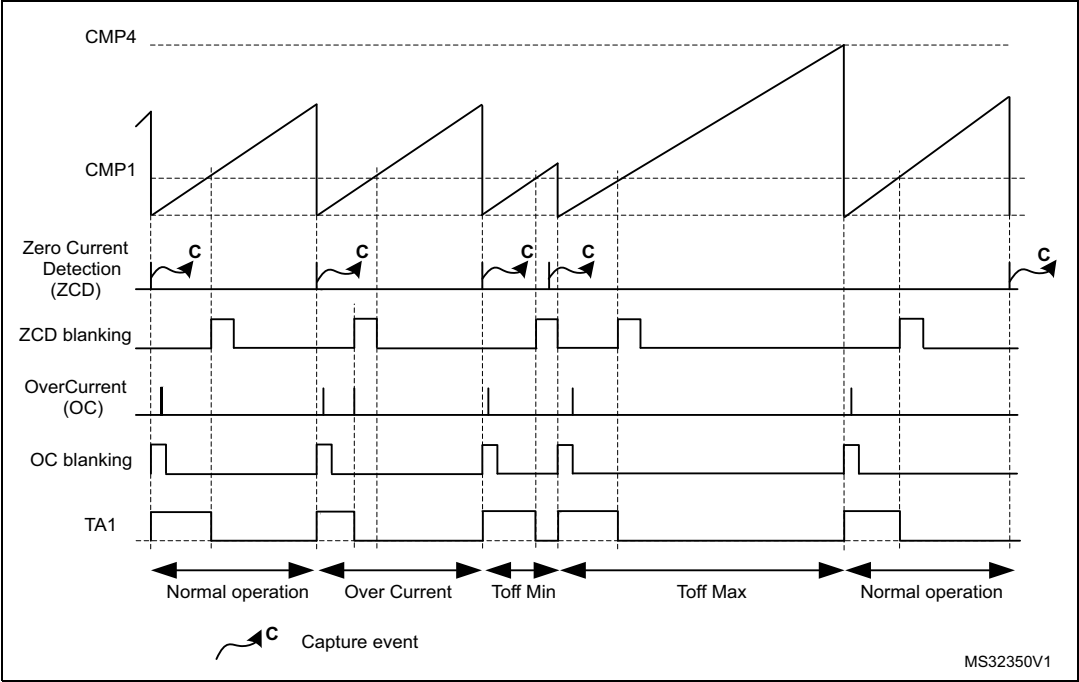 CMP4
CMP1
Zero Current
Detection
(ZCD)
C
C
C
C
C
ZCD blanking
OverCurrent
(OC)
OC blanking
TA1
Normal operation
Over Current
Toff Min
Toff Max
Normal operation
C
Capture event
MS32350V1